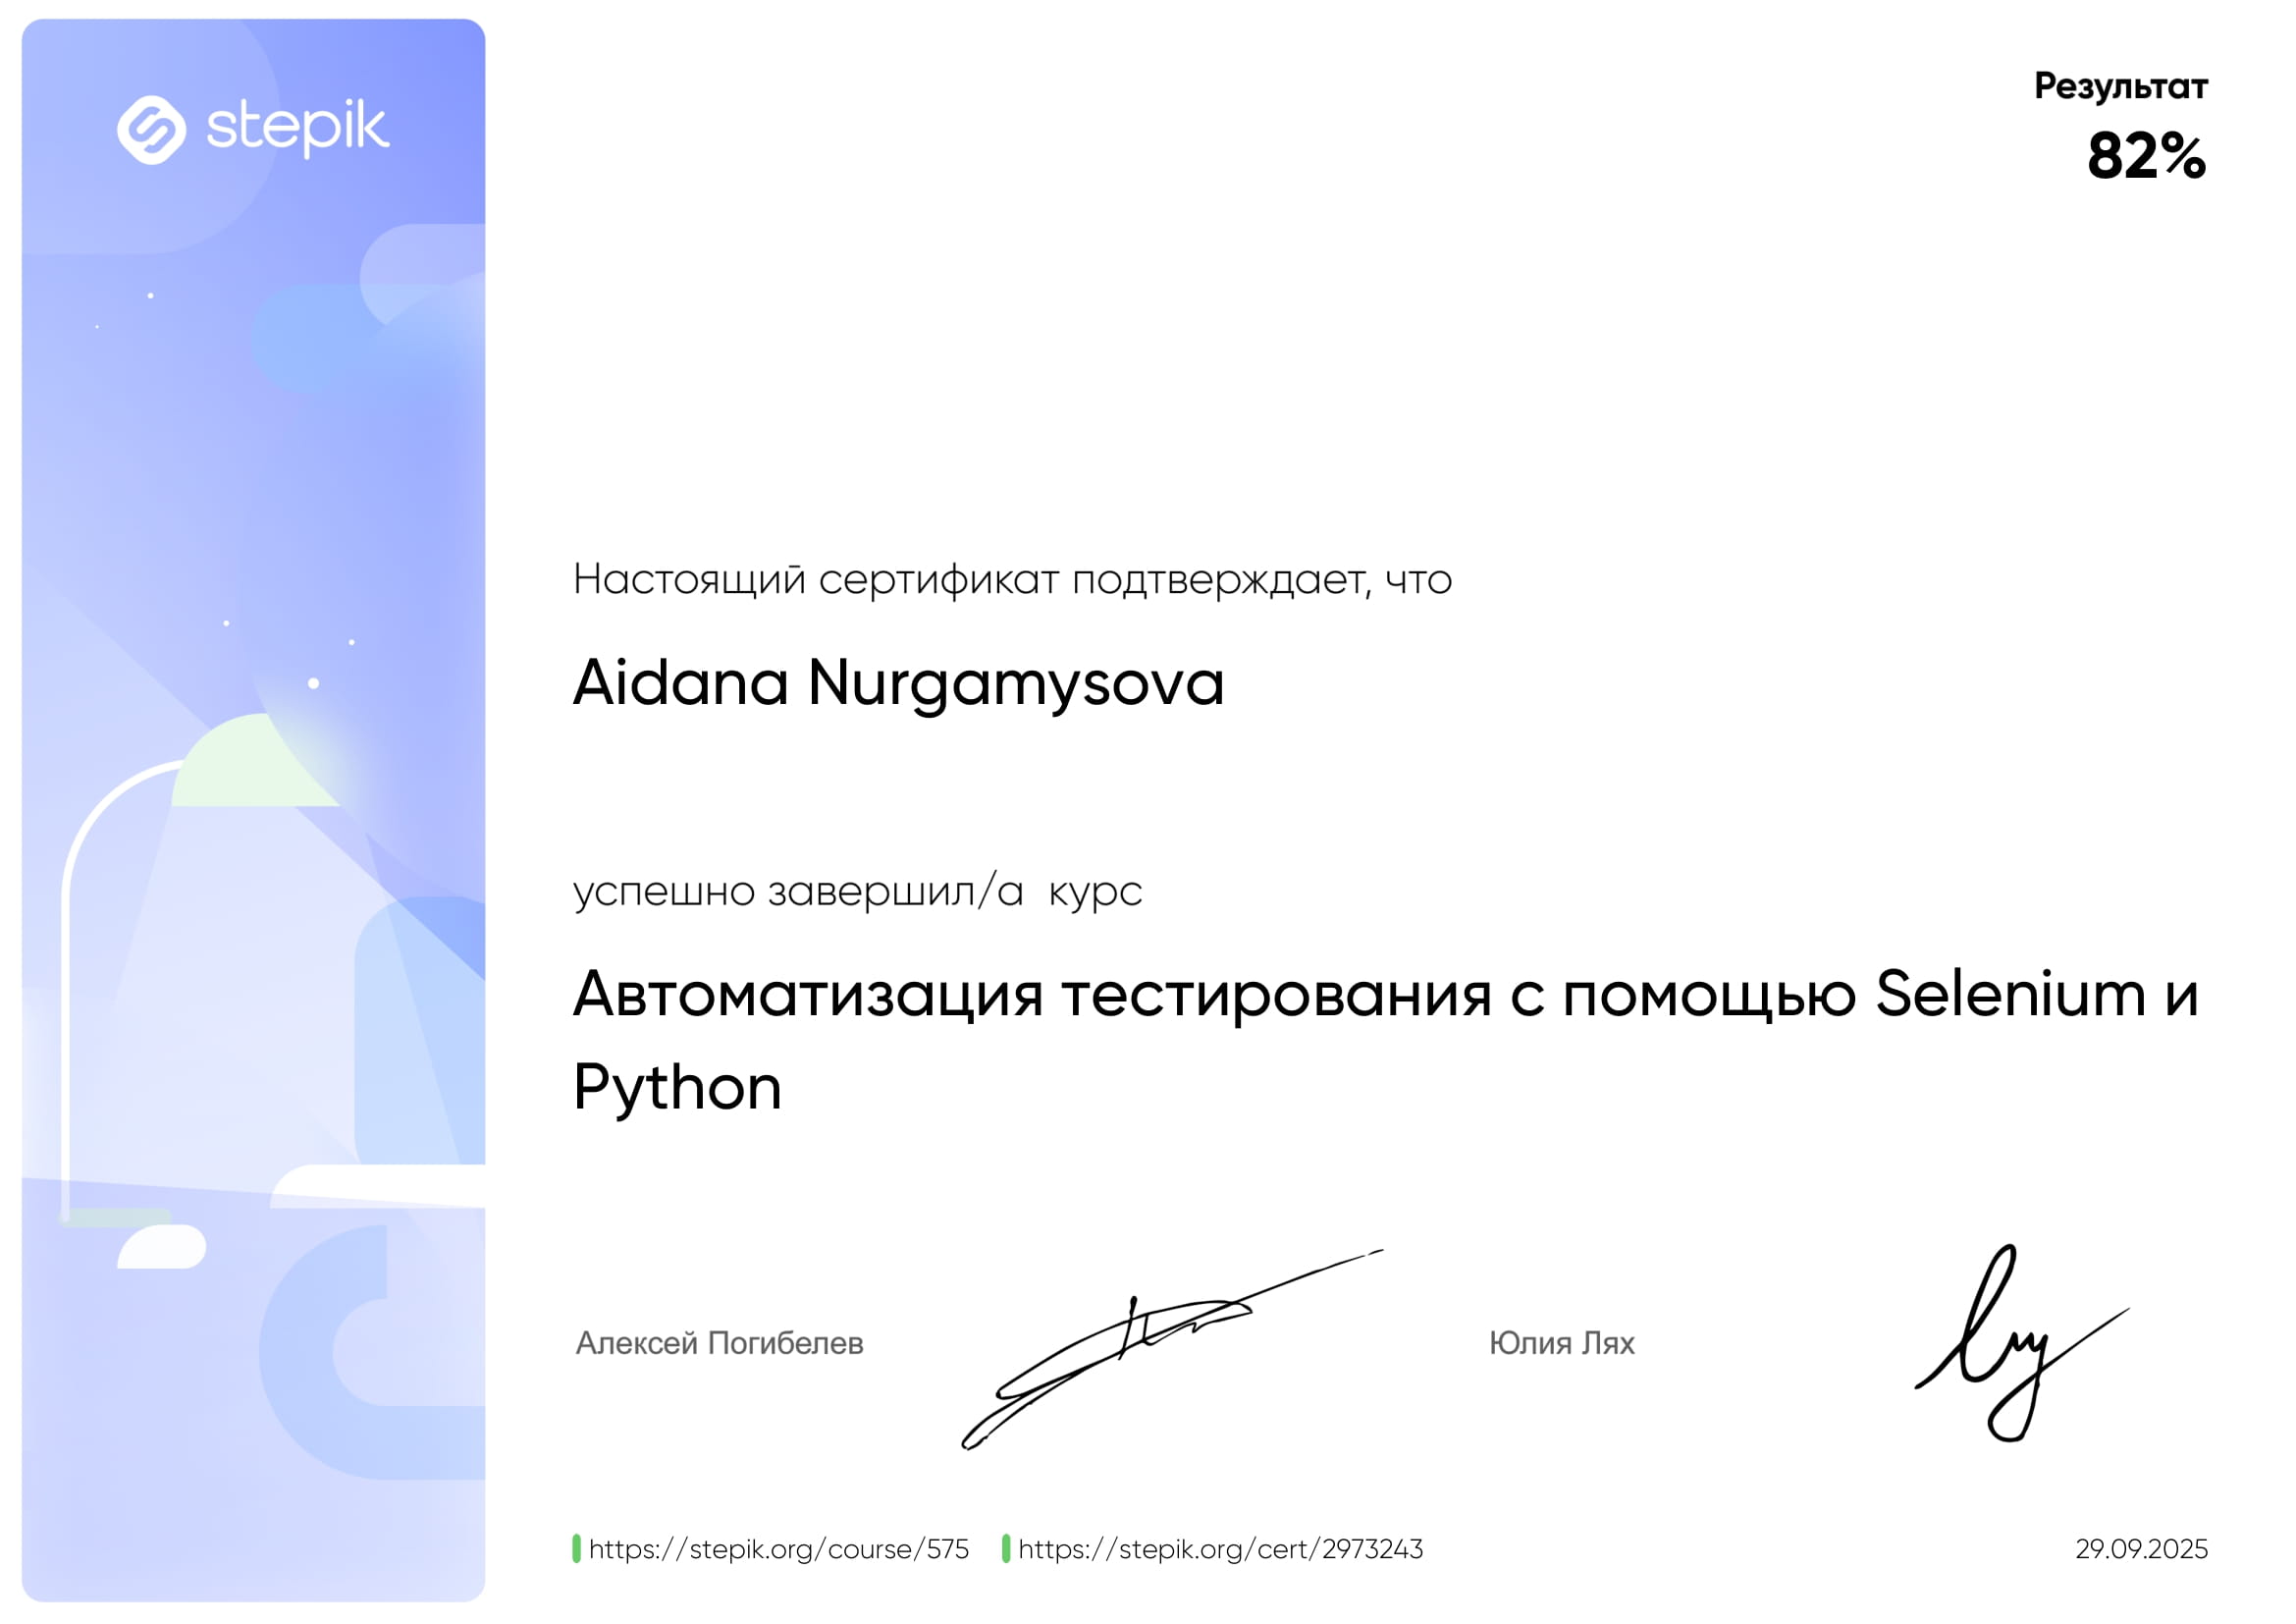 stepik
Результат
82%
Настоящий сертификат подтверждает, что
Aidana Nurgamysova
успешно завершил/а курс
Автоматизация тестирования с помощью Selenium и
Python
Алексей Погибелев
Юлия Лях
https://stepik.org/course/575
https://stepik.org/cert/2973243
29.09.2025